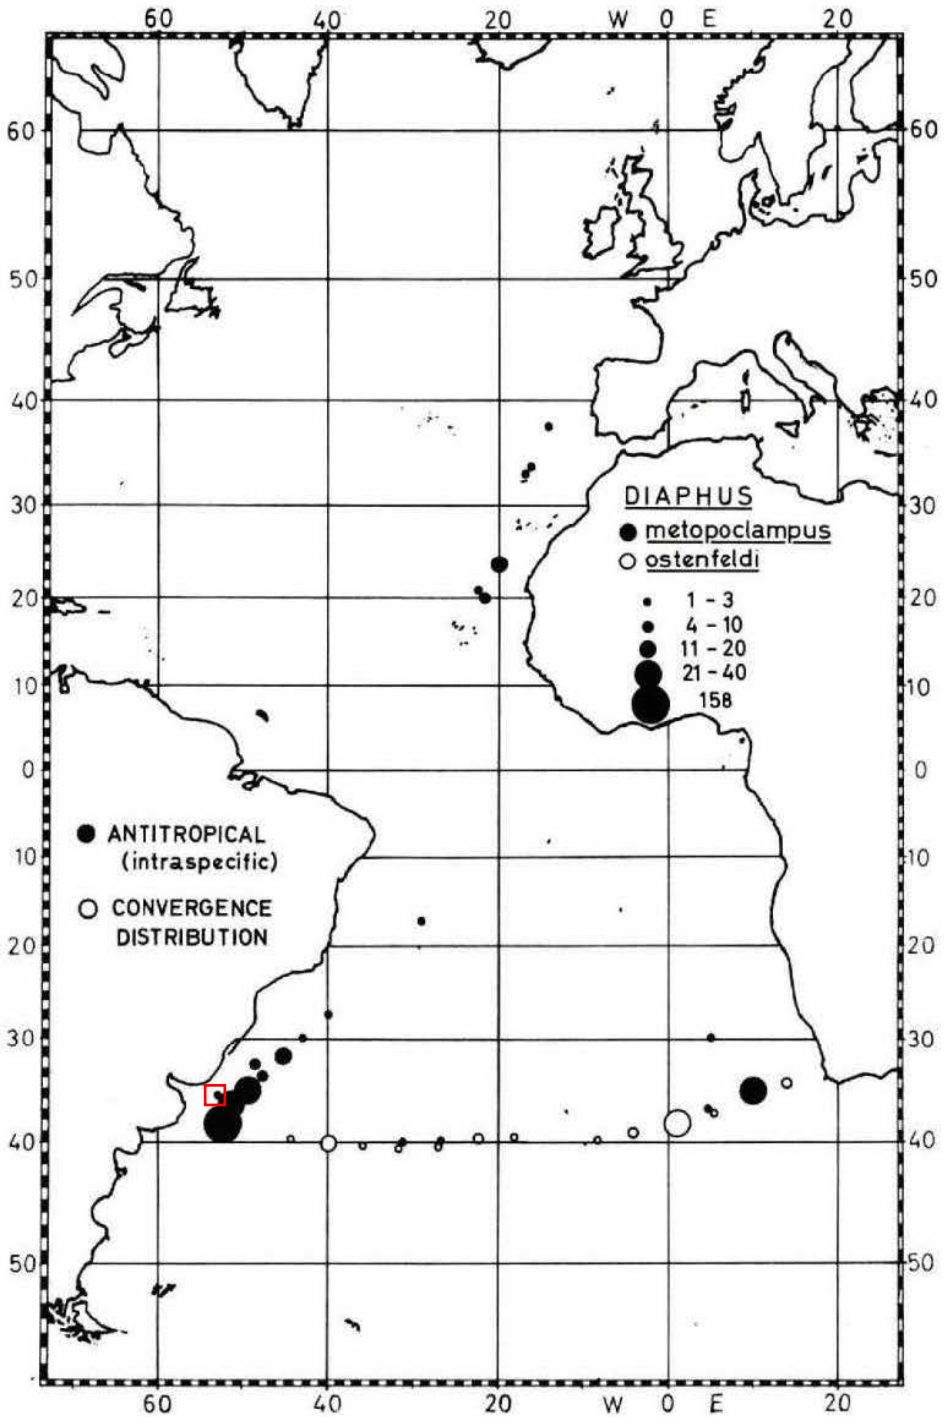 60 40 20 W 0 E 20
60 60
50 50
40 40
DIAPHUS
metopoclampus
ostenfeldi
30 30
1 - 3
20 20
4 - 10
11 - 20
21 - 40
10 10
158
0 0
ANTITROPICAL
(intraspecific)
10 10
CONVERGENCE
DISTRIBUTION
20 20
30 30
40 40
50 50
60 40 20 W 0 E 20